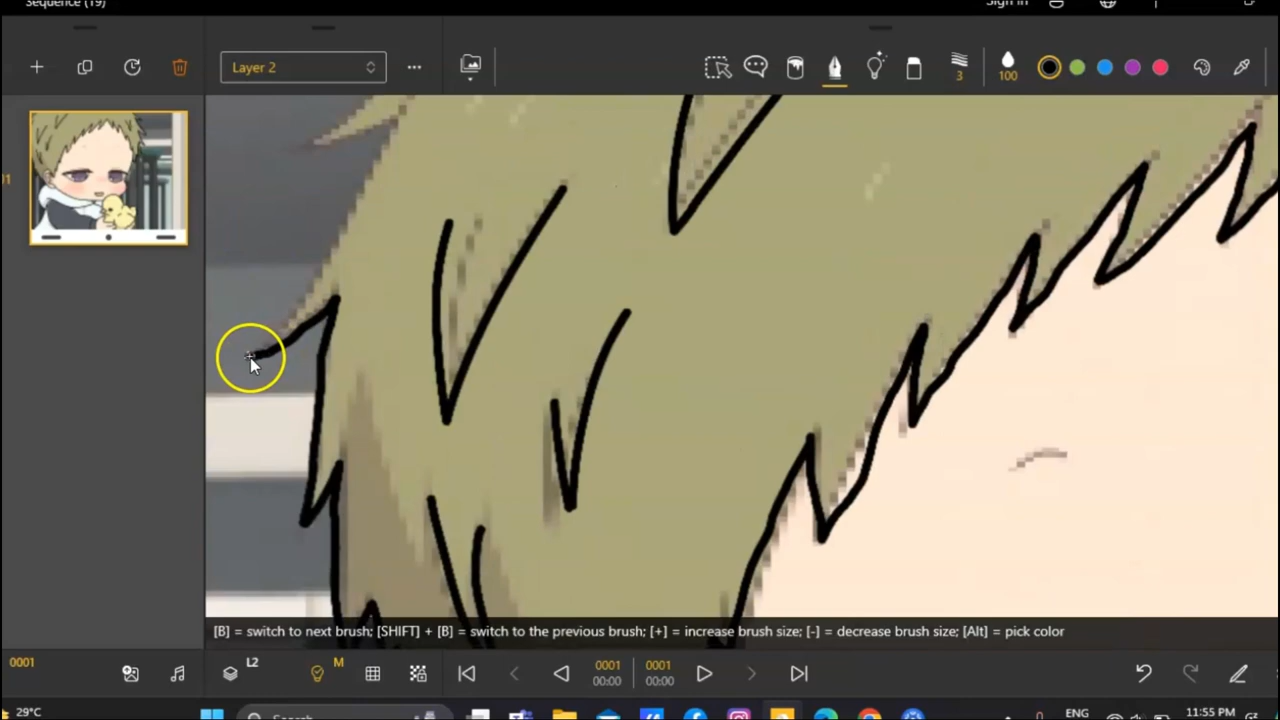 Sequence (19)
Sign in
Layer 2
3
100
01
[B] = switch to next brush; [SHIFT] + [B] = switch to the previous brush; [+] = increase brush size; [-] = decrease brush size; [Alt] = pick color
0001
L2
M
0001
00:00
0001
00:00
29°C
Search
ENG
11:55 PM